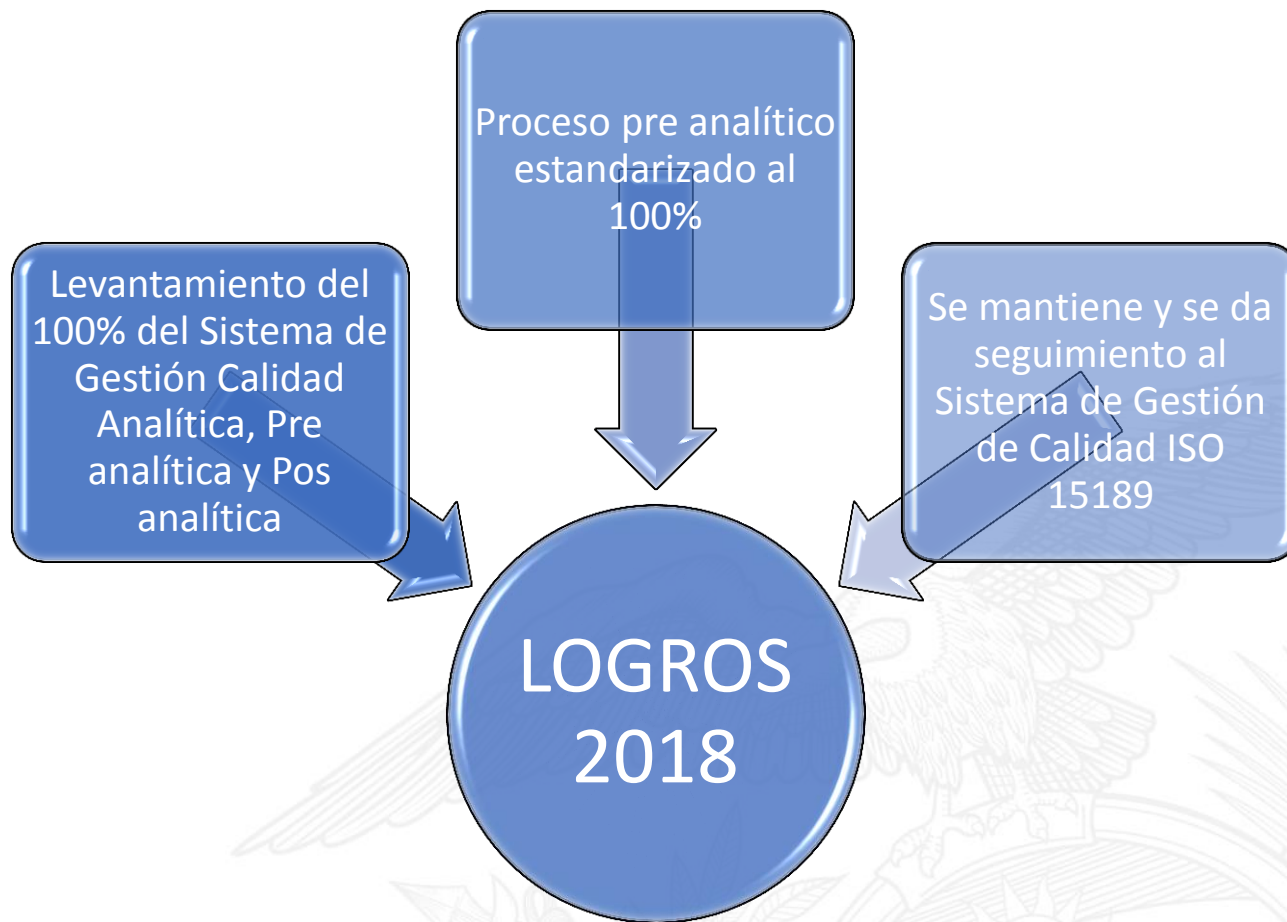 Proceso pre analítico
estandarizado al
100%
Levantamiento del
100% del Sistema de
Gestión Calidad
Analítica, Pre
analítica y Pos
analítica
Se mantiene y se da
seguimiento al
Sistema de Gestión
de Calidad ISO
15189
LOGROS
2018